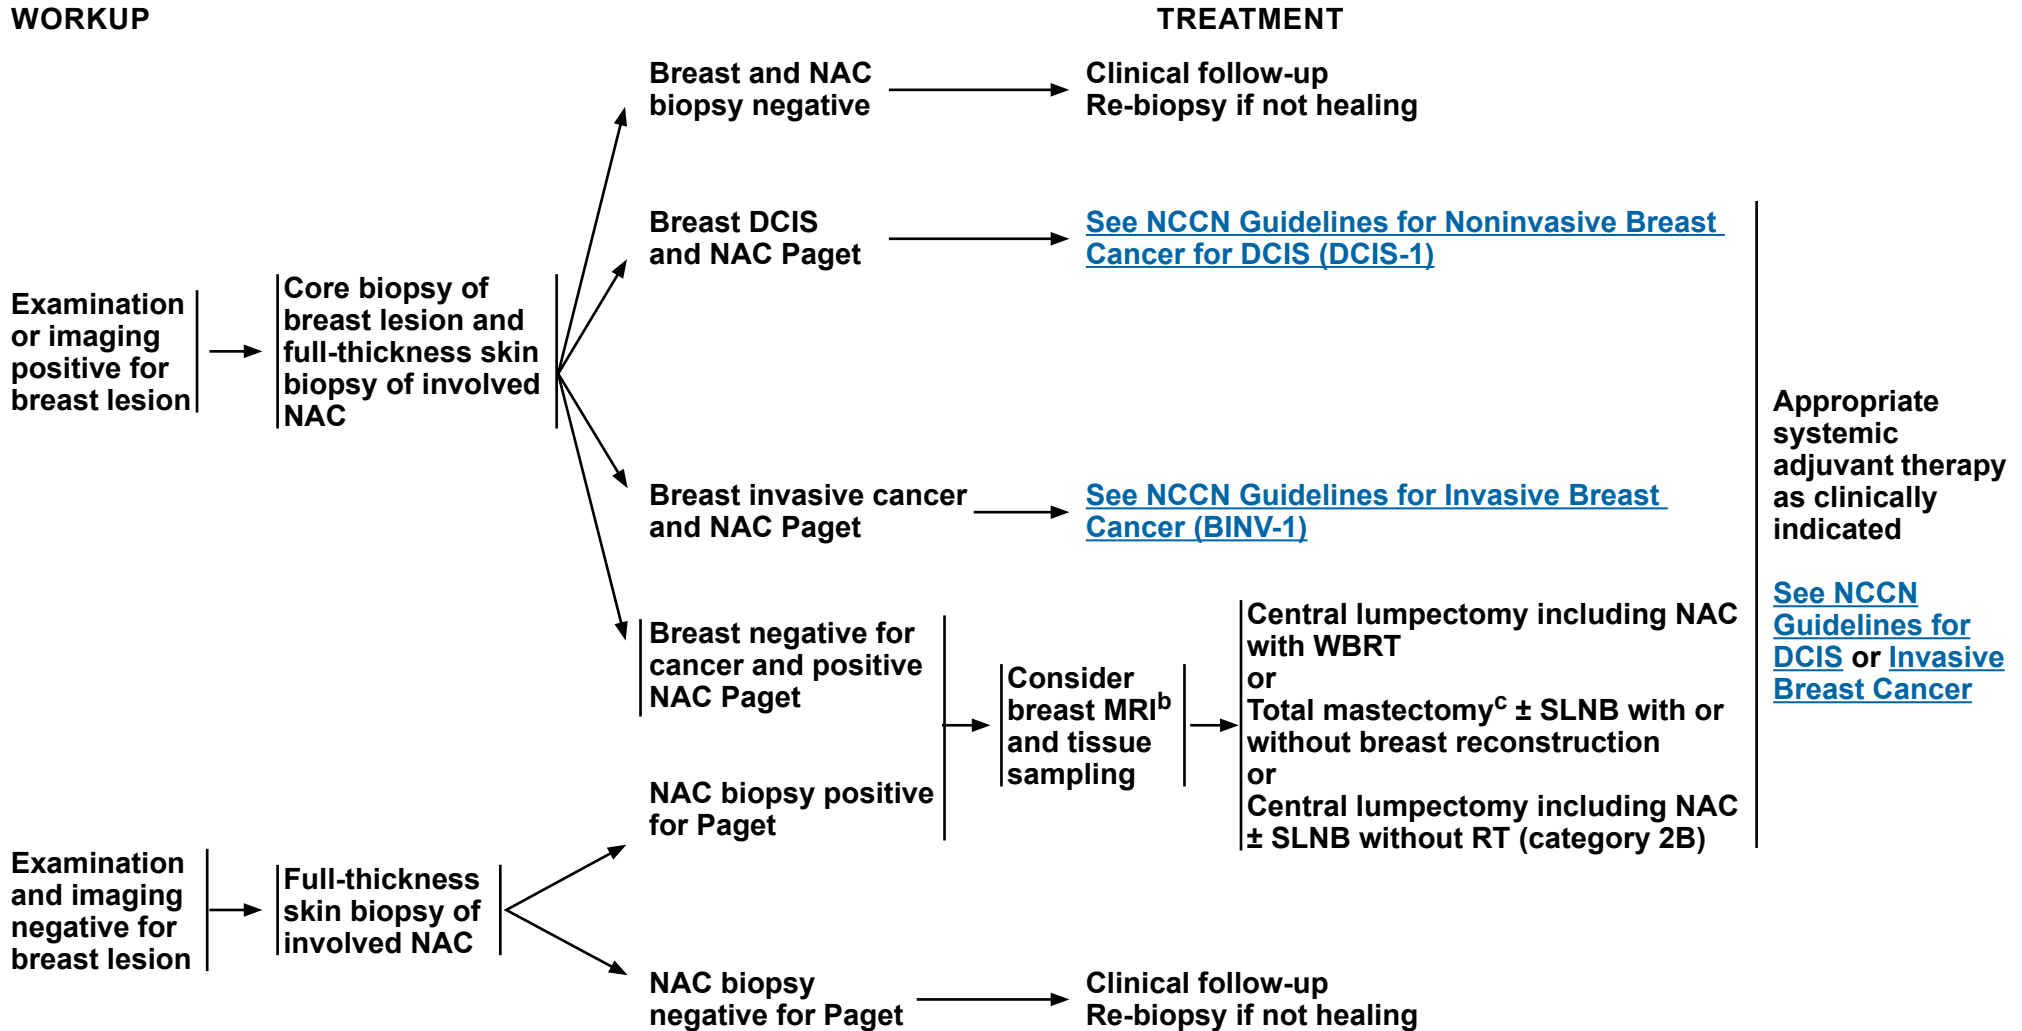 WORKUP
TREATMENT
Breast and NAC
biopsy negative
Clinical follow-up
Re-biopsy if not healing
Breast DCIS
and NAC Paget
See NCCN Guidelines for Noninvasive Breast
Cancer for DCIS (DCIS-1)
Examination
or imaging
positive for
breast lesion
Core biopsy of
breast lesion and
full-thickness skin
biopsy of involved
NAC
Breast invasive cancer
and NAC Paget
See NCCN Guidelines for Invasive Breast
Cancer (BINV-1)
Breast negative for
cancer and positive
NAC Paget
Consider
breast MRIb
and tissue
sampling
Central lumpectomy including NAC
with WBRT
or
Total mastectomyc ± SLNB with or
without breast reconstruction
or
Central lumpectomy including NAC
± SLNB without RT (category 2B)
Appropriate
systemic
adjuvant therapy
as clinically
indicated
See NCCN
Guidelines for
DCIS or Invasive
Breast Cancer
NAC biopsy positive
for Paget
Examination
and imaging
negative for
breast lesion
Full-thickness
skin biopsy of
involved NAC
NAC biopsy
negative for Paget
Clinical follow-up
Re-biopsy if not healing